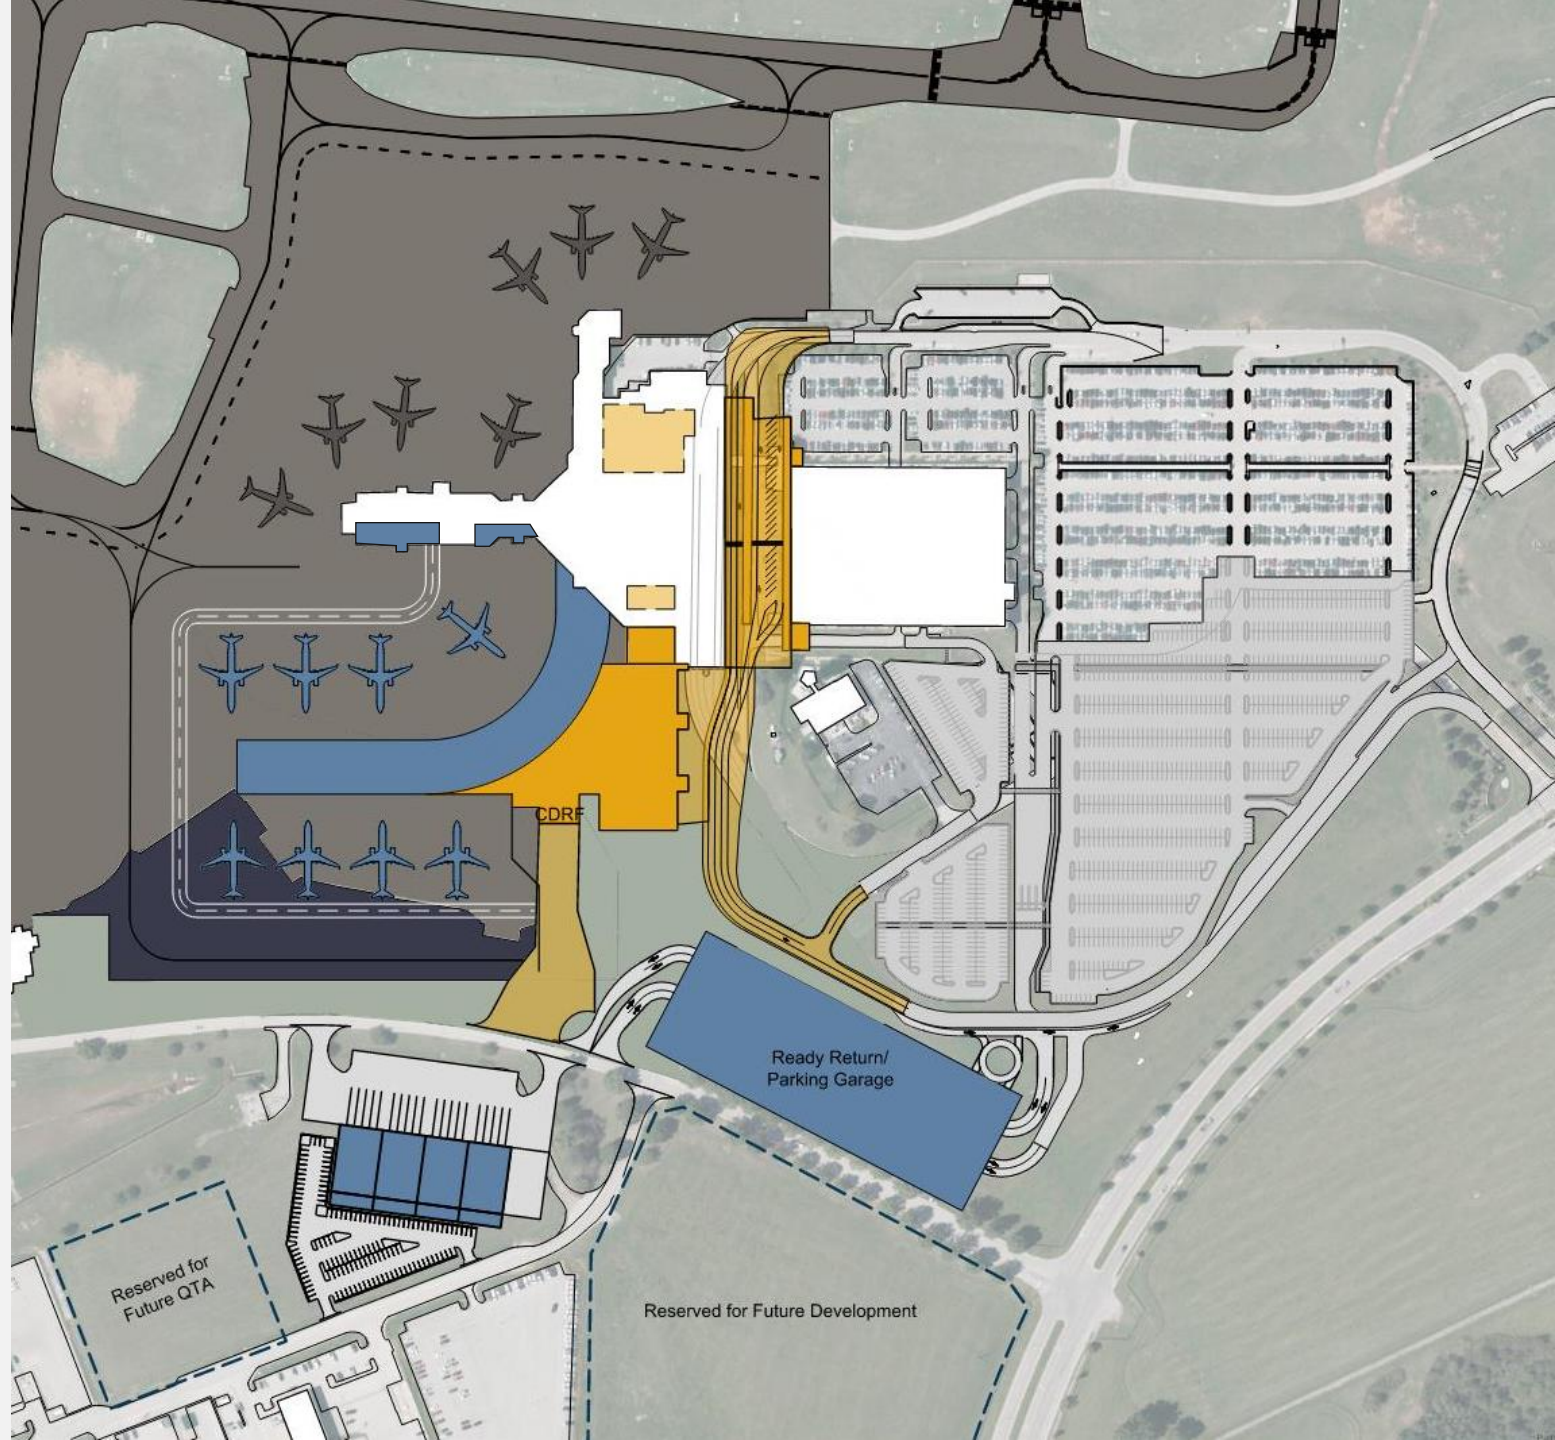 CDRF
Ready Return/
Parking Garage
Reserved for
Future QTA
Reserved for Future Development